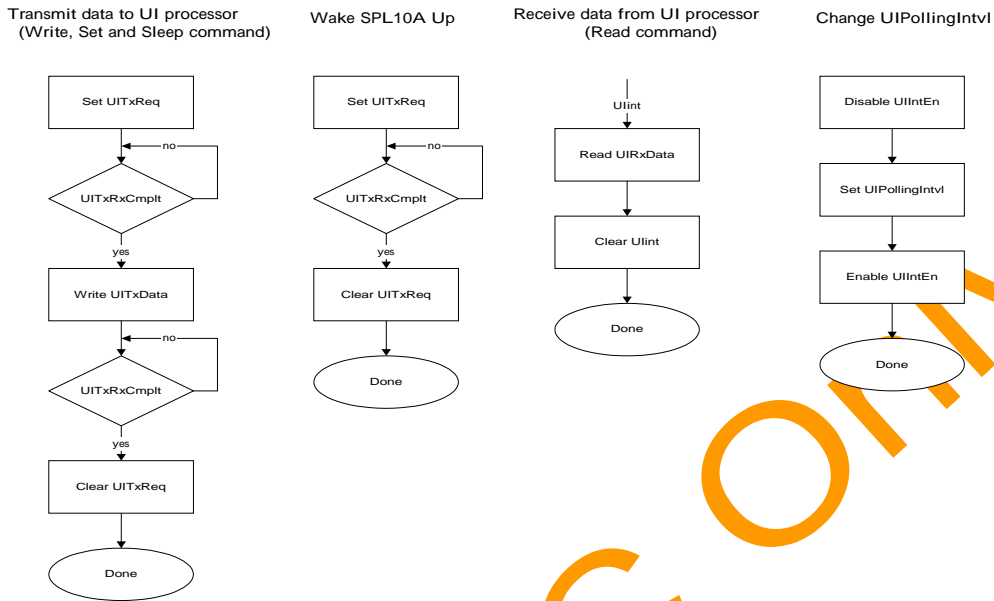 Transmit data to UI processor
(Write, Set and Sleep command)
Set UITxReq
no
UITxRxCmplt
yes
Write UITxData
no
UITxRxCmplt
yes
Clear UITxReq
Done
Wake SPL10A Up
Set UITxReq
no
UITxRxCmplt
yes
Clear UITxReq
Done
Receive data from UI processor
(Read command)
UIint
Read UIRxData
Clear UIint
Done
Change UIPollingIntvl
Disable UIIntEn
Set UIPollingIntvl
Enable UIIntEn
Done